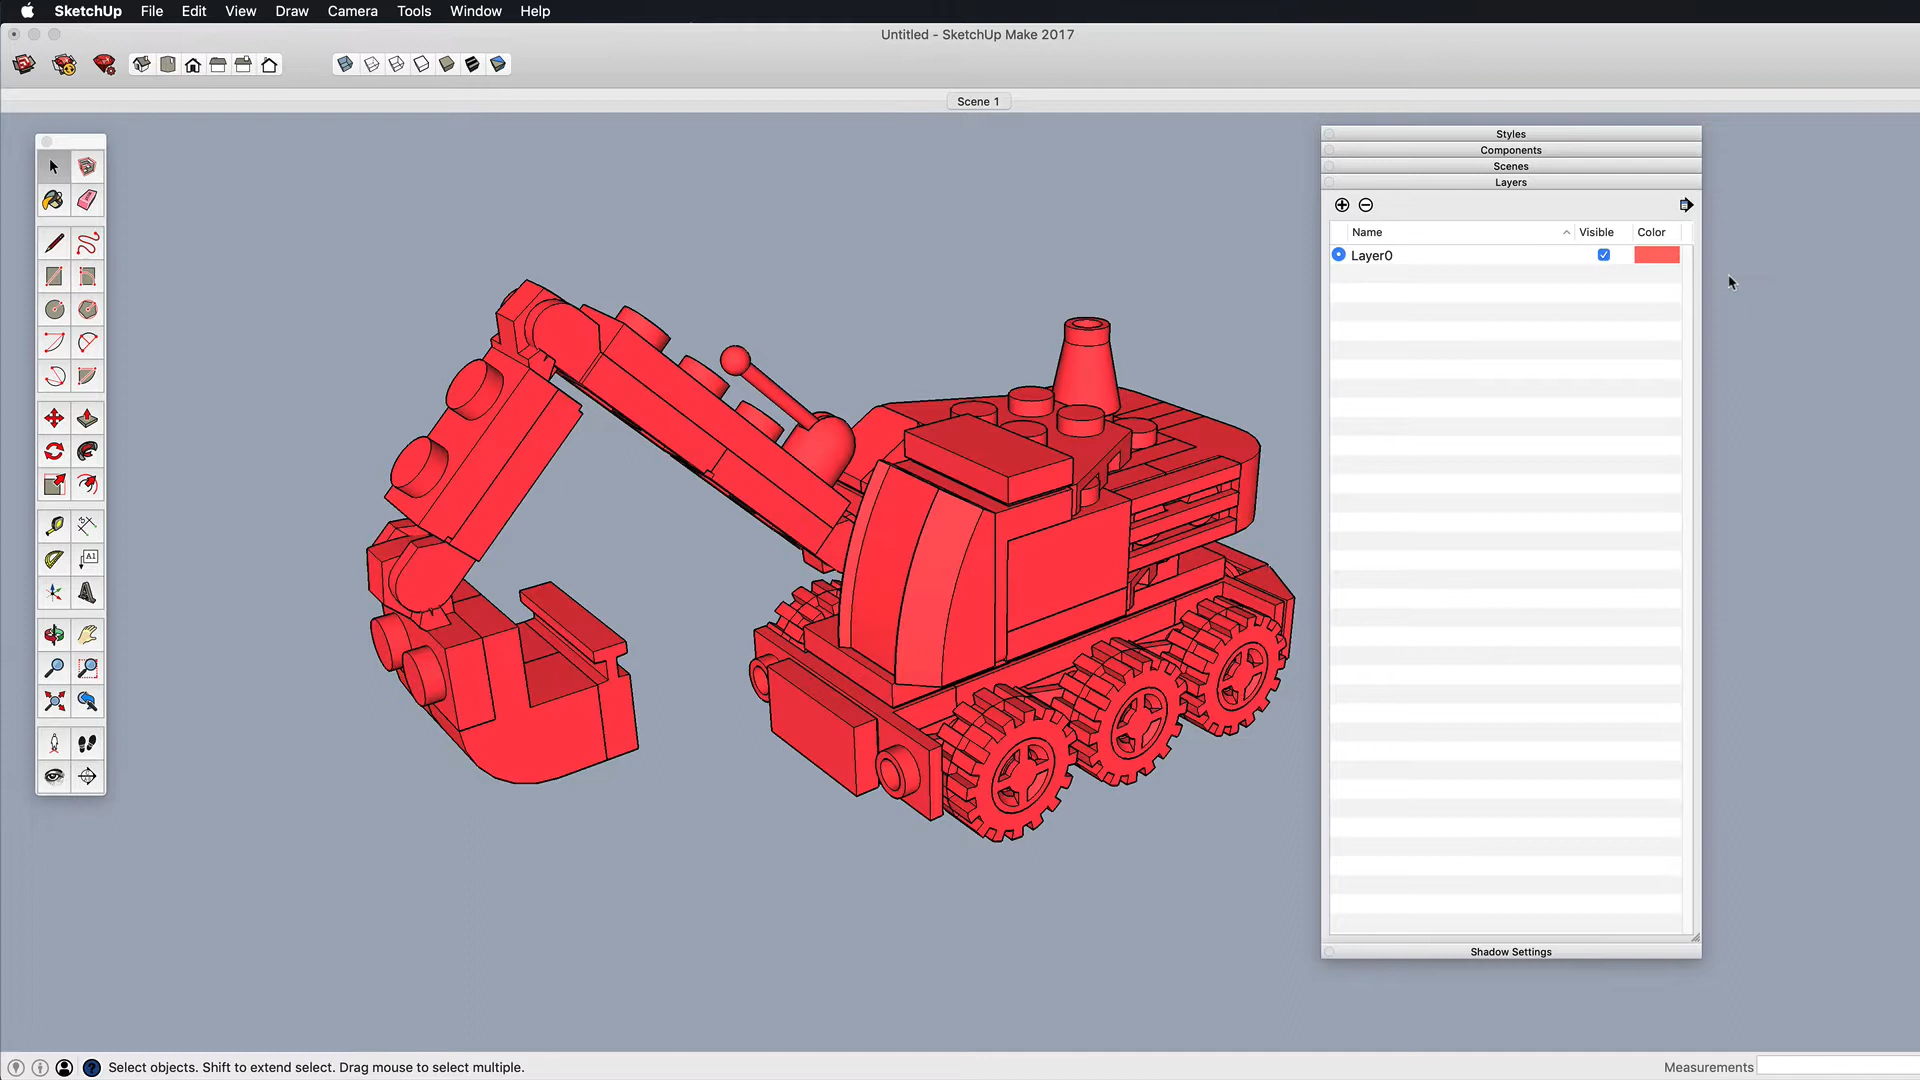 SketchUp File Edit View Draw Camera Tools Window Help
Untitled - SketchUp Make 2017
Scene 1
Styles
Components
Scenes
Layers
Name Visible Color
Layer0
A1
Shadow Settings
Select objects. Shift to extend select. Drag mouse to select multiple.
Measurements